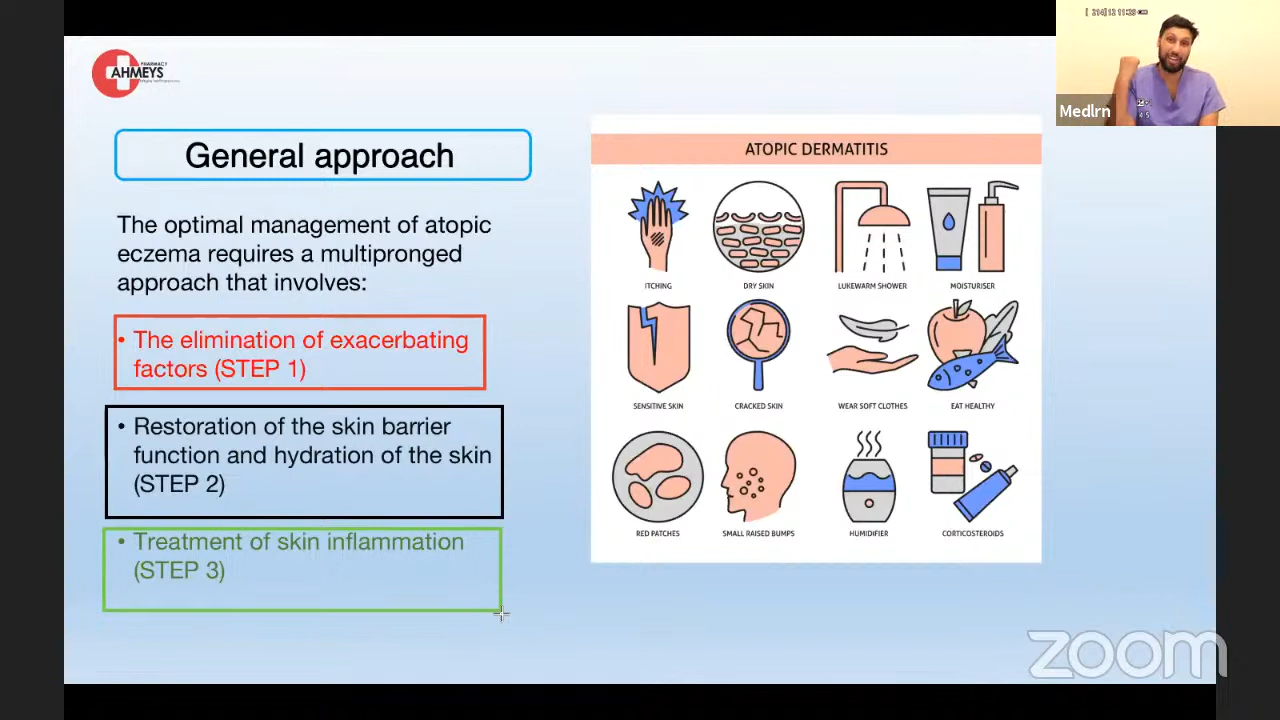 PHARMACY
AHMEYS
General approach
The optimal management of atopic
eczema requires a multipronged
approach that involves:
• The elimination of exacerbating
factors (STEP 1)
• Restoration of the skin barrier
function and hydration of the skin
(STEP 2)
• Treatment of skin inflammation
(STEP 3)
ATOPIC DERMATITIS
ITCHING
DRY SKIN
LUKEWARM SHOWER
MOISTURISER
SENSITIVE SKIN
CRACKED SKIN
WEAR SOFT CLOTHES
EAT HEALTHY
RED PATCHES
SMALL RAISED BUMPS
HUMIDIFIER
CORTICOSTEROIDS
Medlrn
zoom